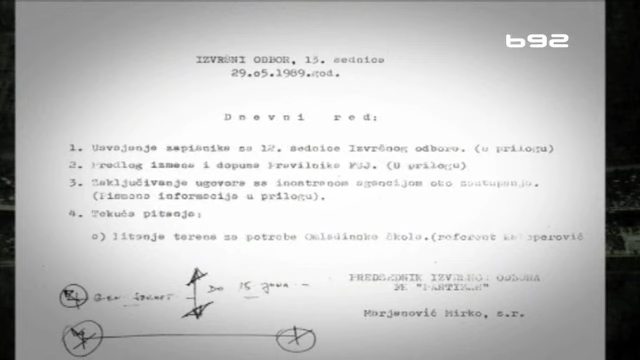 b92
IZVRŠNI ODBOR, 13. sednica
29.05.1989.god.
Dnevni red:
1. Usvajanje zapisnika sa 12. sednice Izvršnog odbora. (u prilogu)
2. Predlog izmena i dopuna Pravilnika FSJ. (U prilogu)
3. Zaključivanje ugovora sa inostranom agencijom oko zastupanja.
(Pismena informacija u prilogu).
4. Tekuća pitanja:
a) Pitanje terena za potrebe Omladinske škole.(referent
DO 15 juna
PREDSEDNIK IZVRŠNOG ODBORA
FK "PARTIZAN"
Marjanović Mirko, s.r.